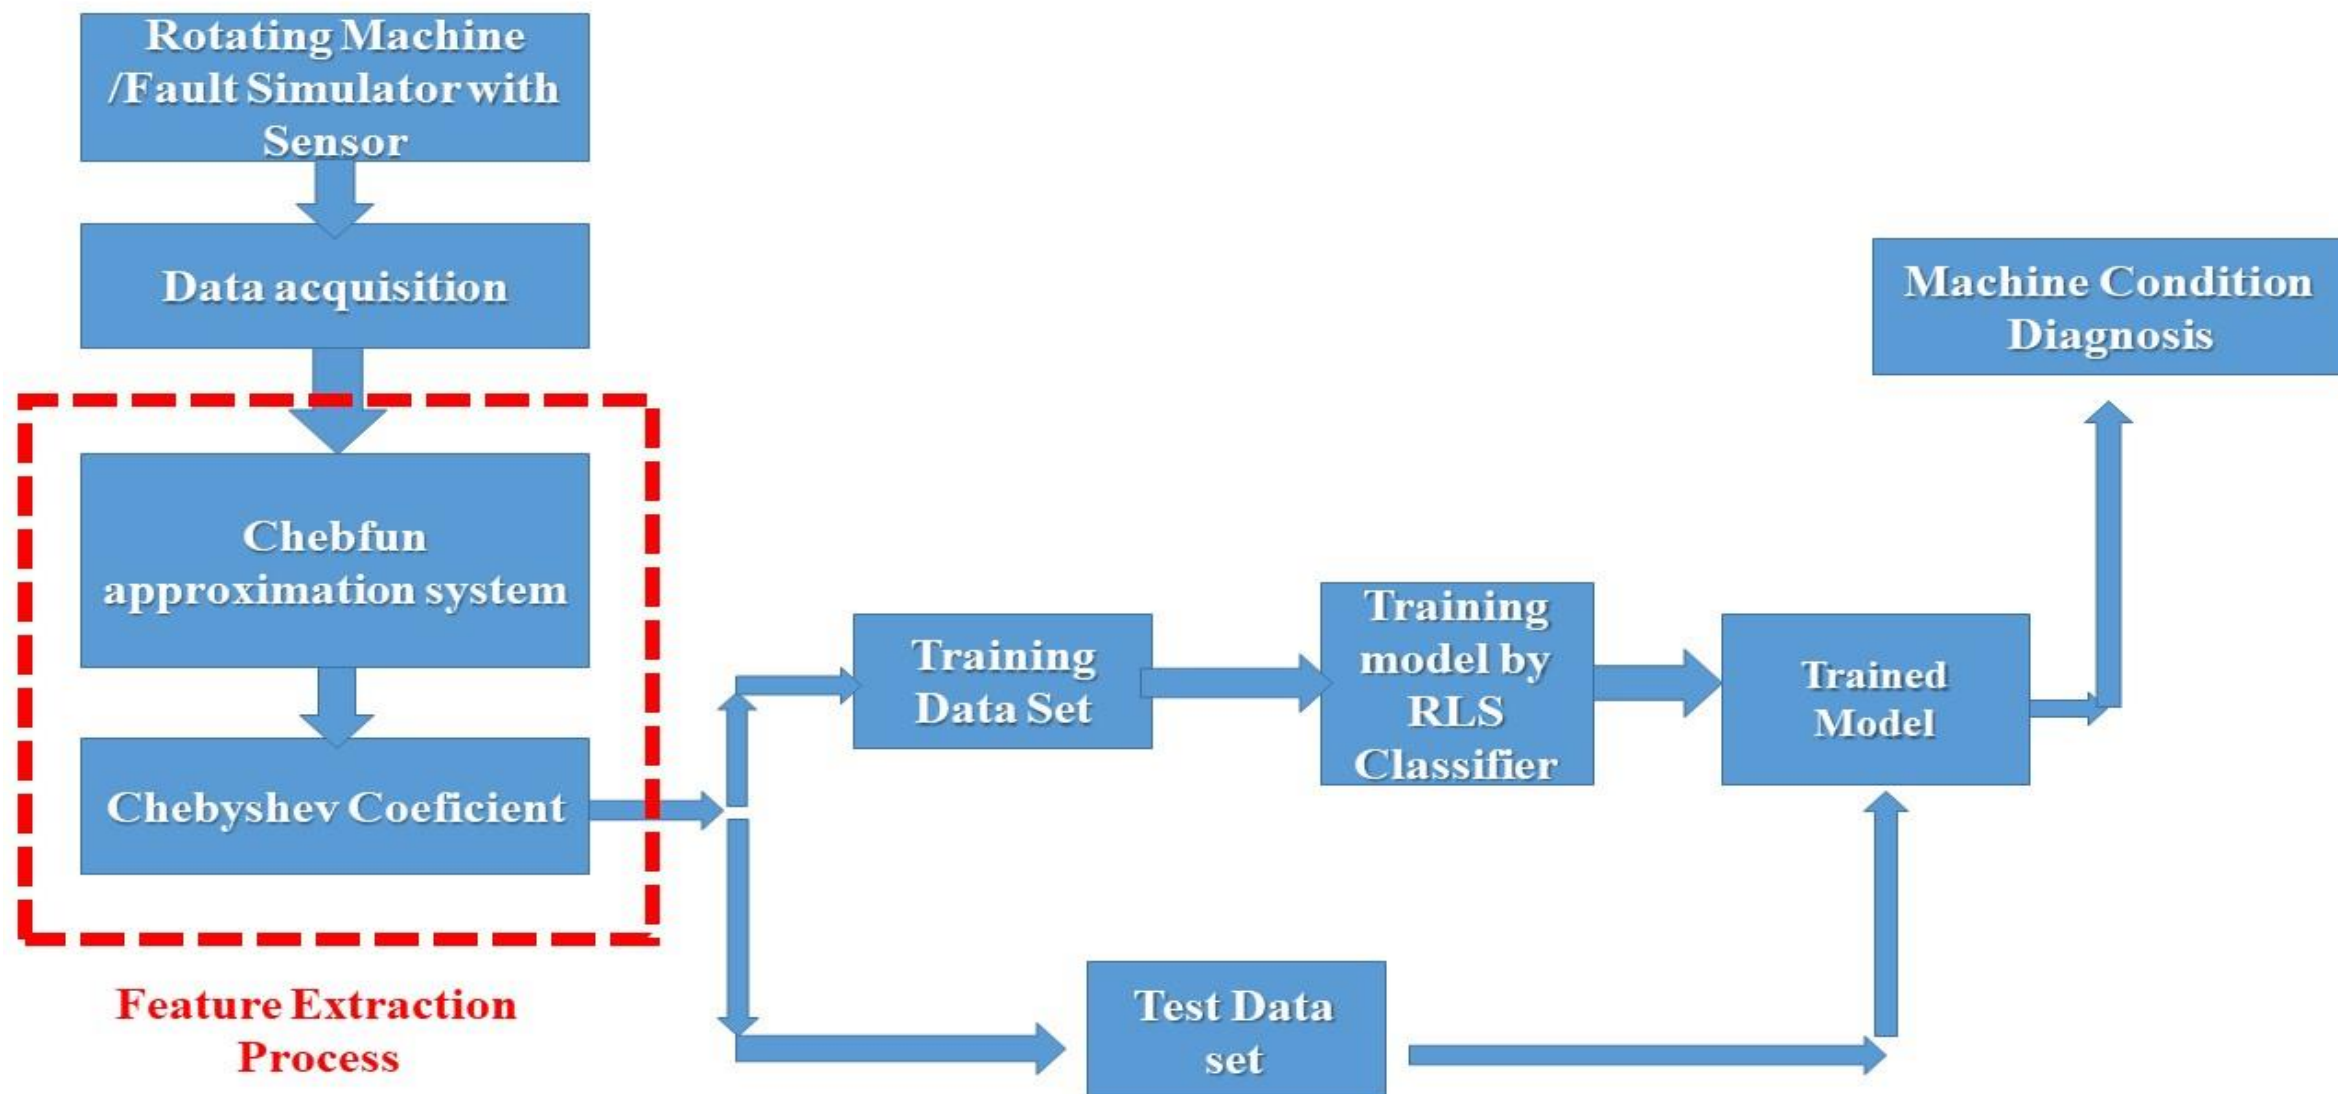 Rotating Machine
/Fault Simulator with
Sensor
Data acquisition
Chebfun
approximation system
Chebyshev Coeficient
Feature Extraction
Process
Training
Data Set
Training
model by
RLS
Classifier
Trained
Model
Machine Condition
Diagnosis
Test Data
set